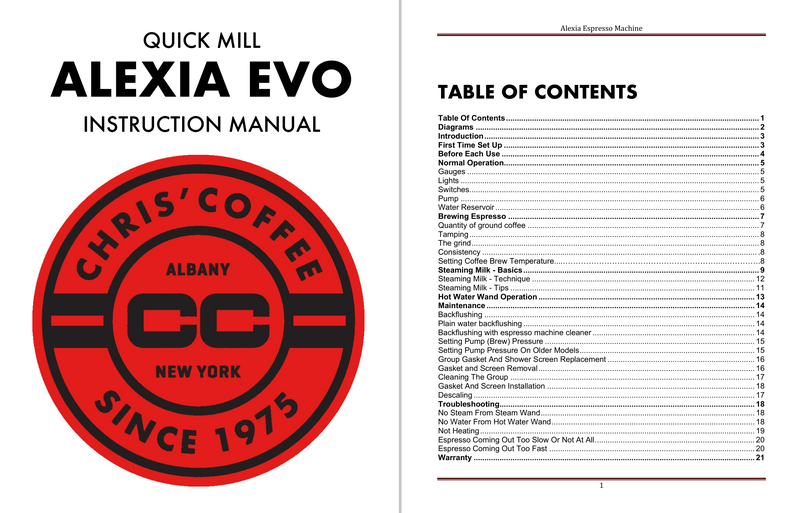 QUICK MILL
ALEXIA EVO
INSTRUCTION MANUAL
CHRIS' COFFEE
ALBANY
CC
NEW YORK
SINCE 1975
Alexia Espresso Machine
TABLE OF CONTENTS
Table Of Contents 1
Diagrams 2
Introduction 3
First Time Set Up 3
Before Each Use 4
Normal Operation 5
Gauges 5
Lights 5
Switches 5
Pump 6
Water Reservoir 6
Brewing Espresso 7
Quantity of ground coffee 7
Tamping 8
The grind 8
Consistency 8
Setting Coffee Brew Temperature 8
Steaming Milk - Basics 9
Steaming Milk - Technique 12
Steaming Milk - Tips 11
Hot Water Wand Operation 13
Maintenance 14
Backflushing 14
Plain water backflushing 14
Backflushing with espresso machine cleaner 14
Setting Pump (Brew) Pressure 15
Setting Pump Pressure On Older Models 15
Group Gasket And Shower Screen Replacement 16
Gasket and Screen Removal 16
Cleaning The Group 17
Gasket And Screen Installation 18
Descaling 17
Troubleshooting 18
No Steam From Steam Wand 18
No Water From Hot Water Wand 18
Not Heating 19
Espresso Coming Out Too Slow Or Not At All 20
Espresso Coming Out Too Fast 20
Warranty 21
1